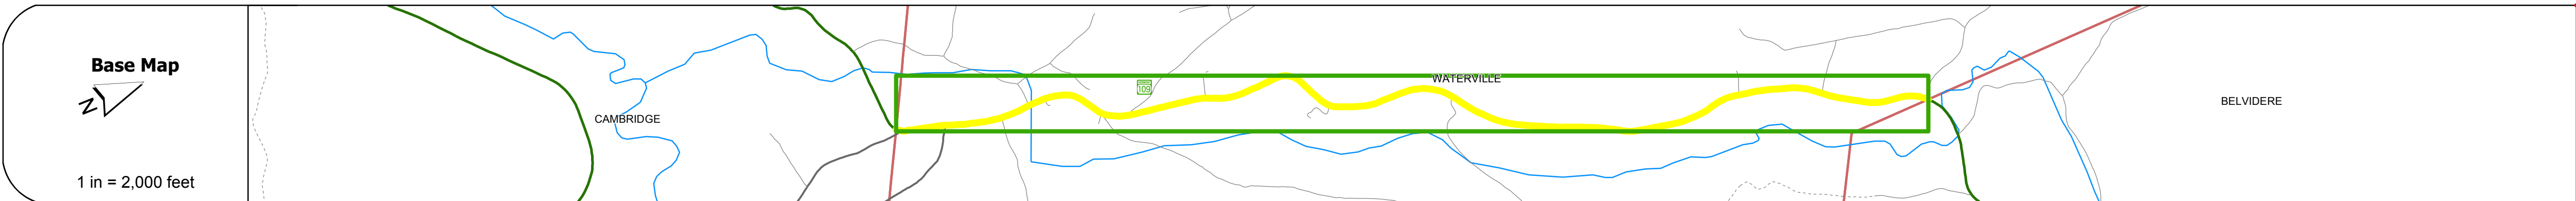 Base Map
N
1 in = 2,000 feet
CAMBRIDGE
109
WATERVILLE
BELVIDERE